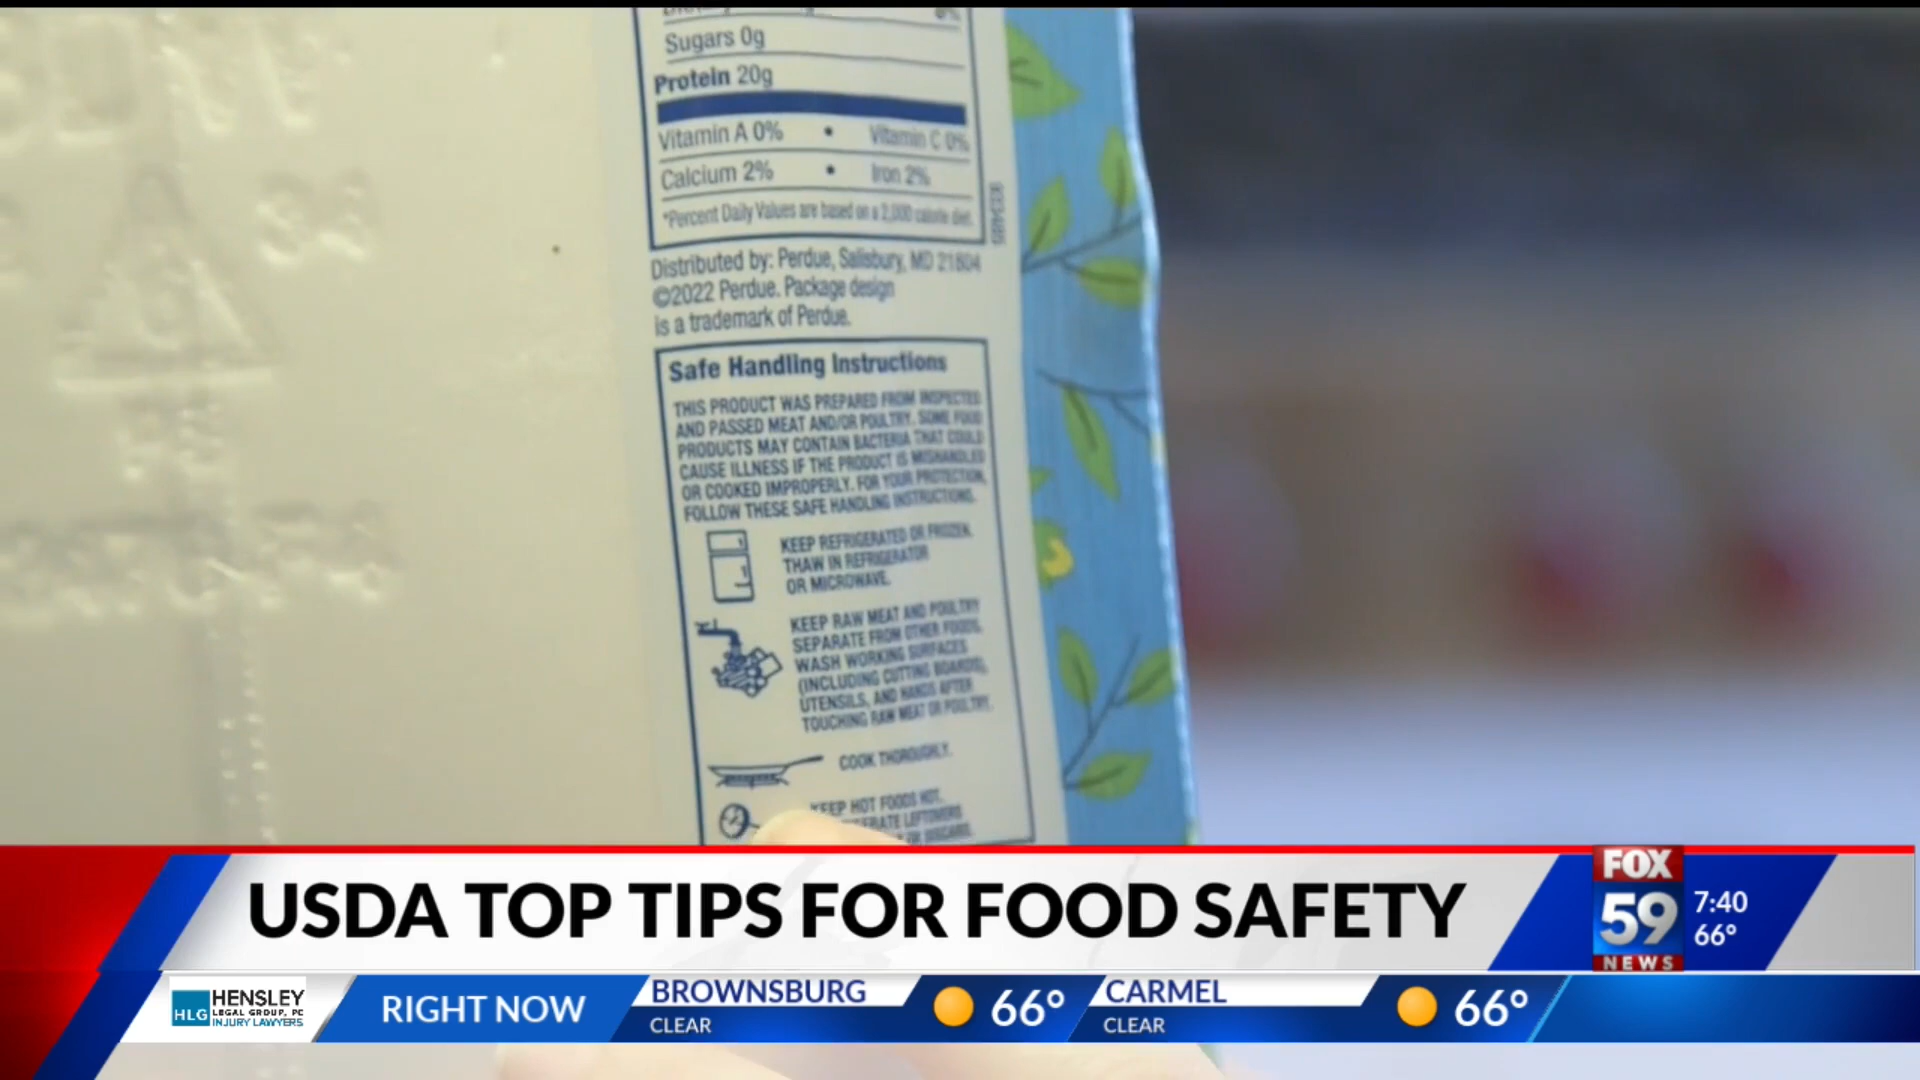 Sugars 0g
Protein 20g
Vitamin A 0% • Vitamin C 0%
Calcium 2% • Iron 2%
*Percent Daily Values are based on a 2,000 calorie diet.
Distributed by: Perdue, Salisbury, MD 21804
©2022 Perdue. Package design
is a trademark of Perdue.
Safe Handling Instructions
THIS PRODUCT WAS PREPARED FROM INSPECTED
AND PASSED MEAT AND/OR POULTRY. SOME FOOD
PRODUCTS MAY CONTAIN BACTERIA THAT COULD
CAUSE ILLNESS IF THE PRODUCT IS MISHANDLED
OR COOKED IMPROPERLY. FOR YOUR PROTECTION,
FOLLOW THESE SAFE HANDLING INSTRUCTIONS.
KEEP REFRIGERATED OR FROZEN.
THAW IN REFRIGERATOR
OR MICROWAVE.
KEEP RAW MEAT AND POULTRY
SEPARATE FROM OTHER FOODS.
WASH WORKING SURFACES
(INCLUDING CUTTING BOARDS),
UTENSILS, AND HANDS AFTER
TOUCHING RAW MEAT OR POULTRY.
COOK THOROUGHLY.
KEEP HOT FOODS HOT.
LEFTOVERS
OR DISCARD.
USDA TOP TIPS FOR FOOD SAFETY
FOX
59
NEWS
7:40
66°
HLG HENSLEY
LEGAL GROUP, PC
INJURY LAWYERS
RIGHT NOW
BROWNSBURG
CLEAR
66°
CARMEL
CLEAR
66°